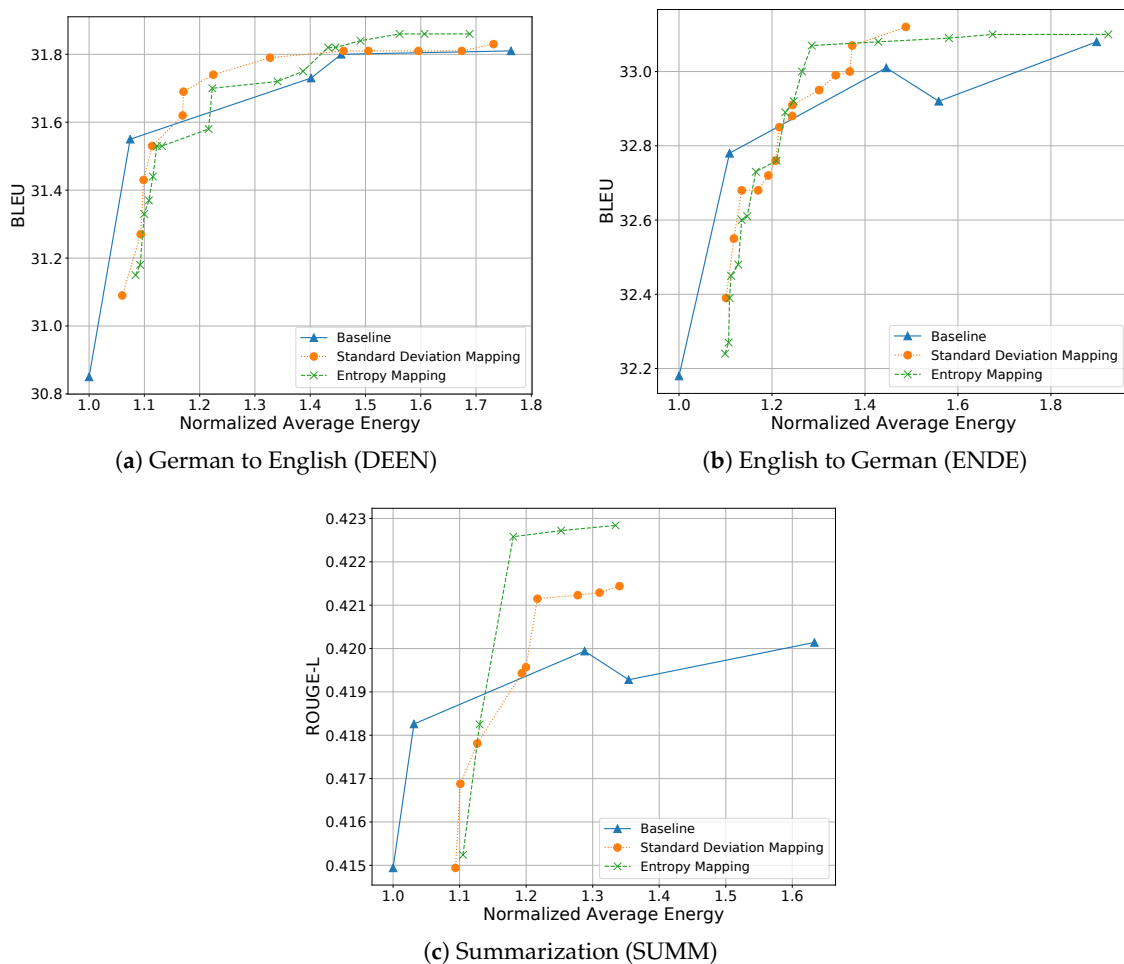 31.8
31.6
31.4
31.2
31.0
30.8
BLEU
1.0 1.1 1.2 1.3 1.4 1.5 1.6 1.7 1.8
Normalized Average Energy
Baseline
Standard Deviation Mapping
Entropy Mapping
(a) German to English (DEEN)
33.0
32.8
32.6
32.4
32.2
BLEU
1.0 1.2 1.4 1.6 1.8
Normalized Average Energy
Baseline
Standard Deviation Mapping
Entropy Mapping
(b) English to German (ENDE)
0.423
0.422
0.421
0.420
0.419
0.418
0.417
0.416
0.415
ROUGE-L
1.0 1.1 1.2 1.3 1.4 1.5 1.6
Normalized Average Energy
Baseline
Standard Deviation Mapping
Entropy Mapping
(c) Summarization (SUMM)